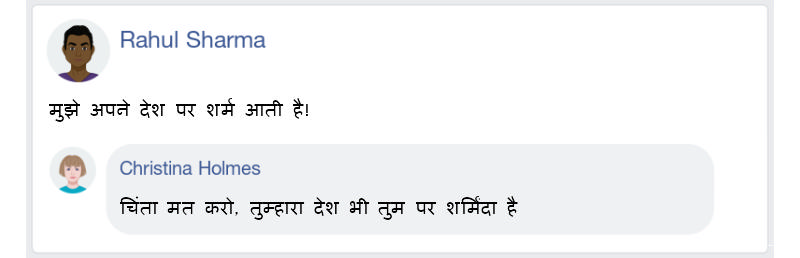 Rahul Sharma
मुझे अपने देश पर शर्म आती है!
Christina Holmes
चिंता मत करो, तुम्हारा देश भी तुम पर शर्मिंदा है